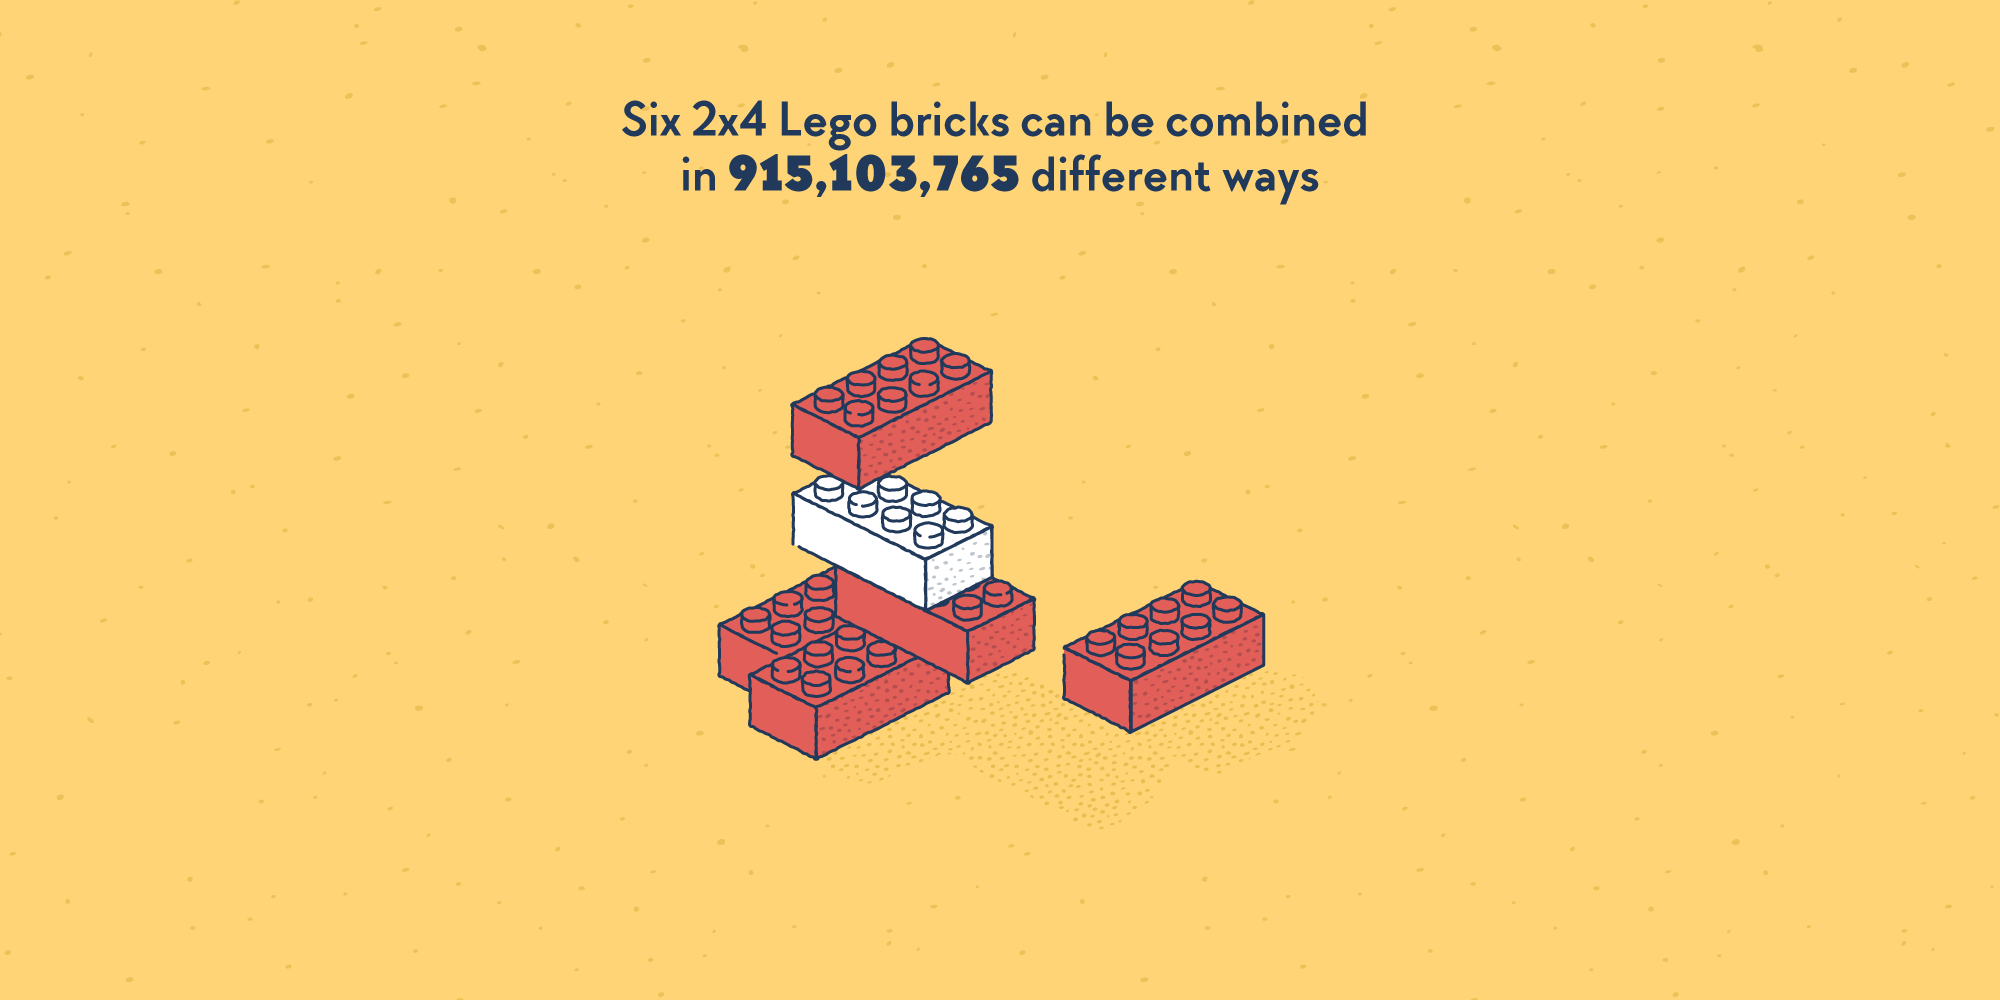 Six 2x4 Lego bricks can be combined
in 915,103,765 different ways